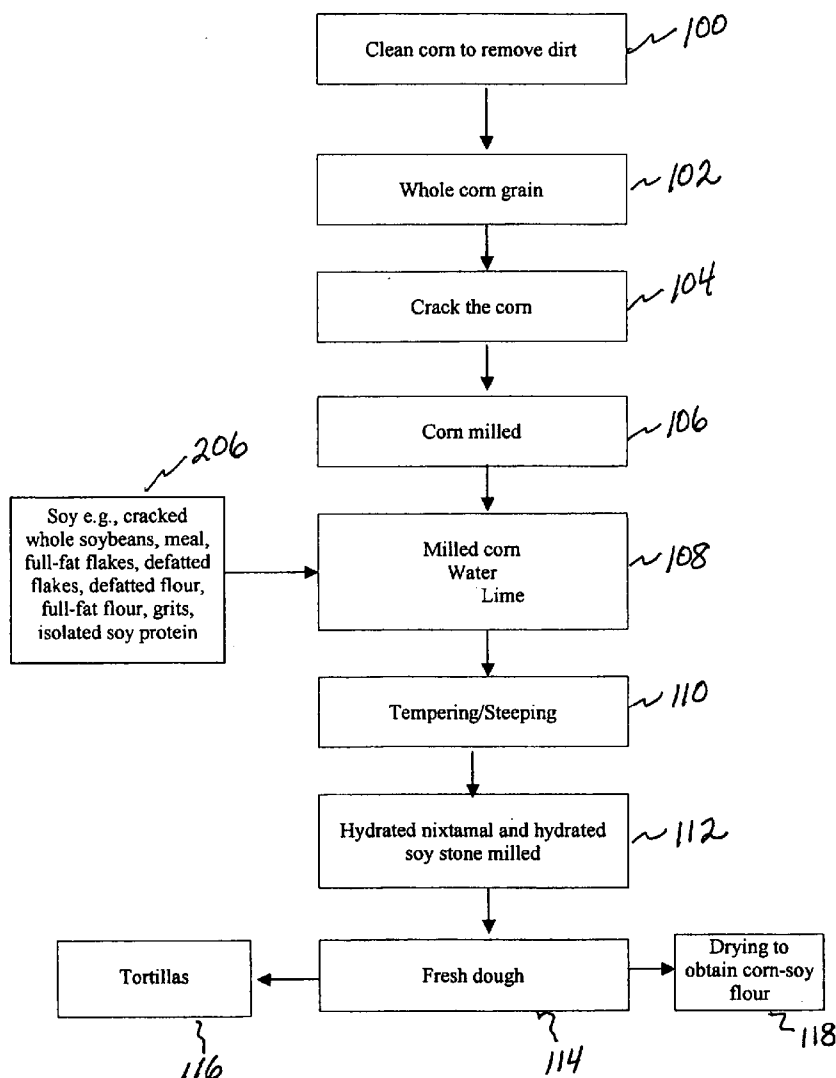 Clean corn to remove dirt
100
Whole corn grain
102
Crack the corn
104
Corn milled
106
206
Soy e.g., cracked
whole soybeans, meal,
full-fat flakes, defatted
flakes, defatted flour,
full-fat flour, grits,
isolated soy protein
Milled corn
Water
Lime
108
Tempering/Steeping
110
Hydrated nixtamal and hydrated
soy stone milled
112
Tortillas
116
Fresh dough
114
Drying to
obtain corn-soy
flour
118